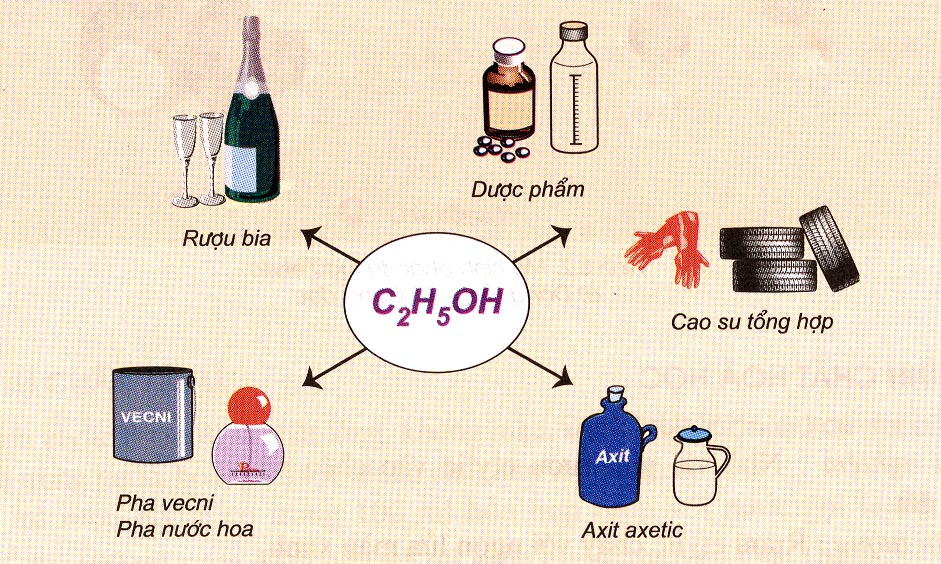 Rượu bia
Dược phẩm
Cao su tổng hợp
C2H5OH
VECNI
Pha vecni
Pha nước hoa
Axit
Axit axetic